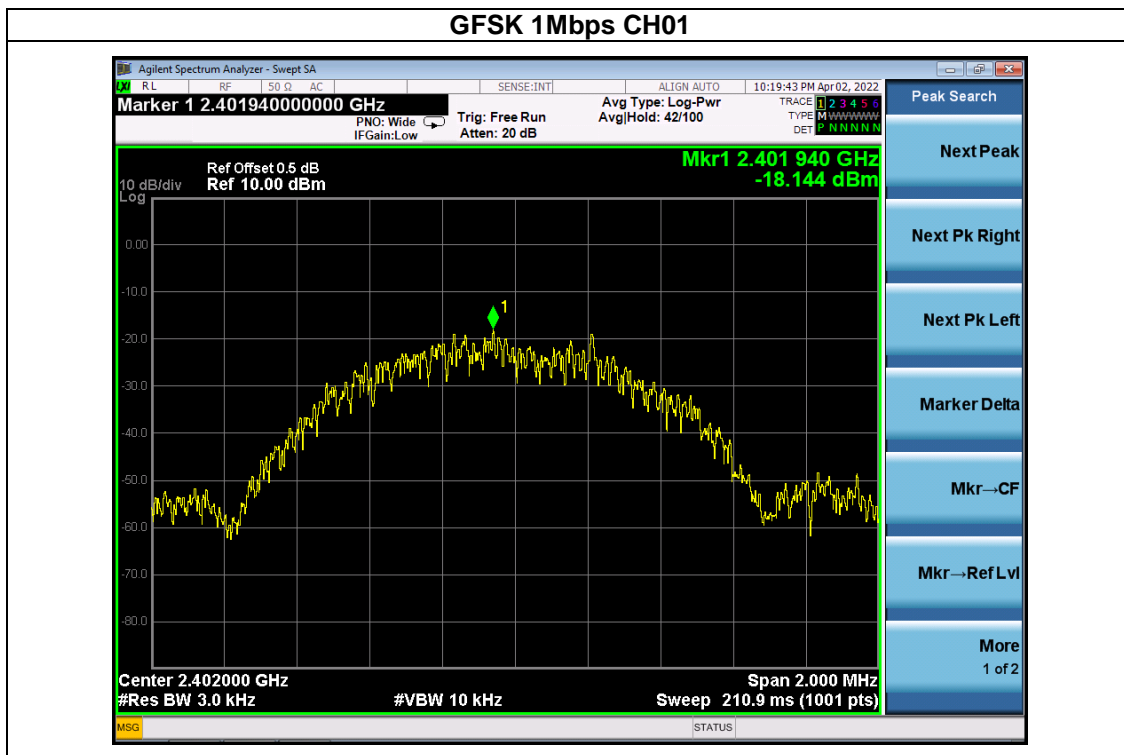 GFSK 1Mbps CH01
Agilent Spectrum Analyzer - Swept SA
LXI RL RF 50 Ω AC SENSE:INT ALIGN AUTO 10:19:43 PM Apr 02, 2022
Marker 1 2.401940000000 GHz
PNO: Wide
IFGain:Low
Trig: Free Run
Atten: 20 dB
Avg Type: Log-Pwr
Avg|Hold: 42/100
TRACE 1 2 3 4 5 6
TYPE M W W W W W
DET P N N N N N
Mkr1 2.401 940 GHz
-18.144 dBm
Ref Offset 0.5 dB
10 dB/div Ref 10.00 dBm
Log
0.00
-10.0
-20.0
-30.0
-40.0
-50.0
-60.0
-70.0
-80.0
1
Center 2.402000 GHz Span 2.000 MHz
#Res BW 3.0 kHz #VBW 10 kHz Sweep 210.9 ms (1001 pts)
MSG STATUS
Peak Search
Next Peak
Next Pk Right
Next Pk Left
Marker Delta
Mkr→CF
Mkr→Ref Lvl
More
1 of 2